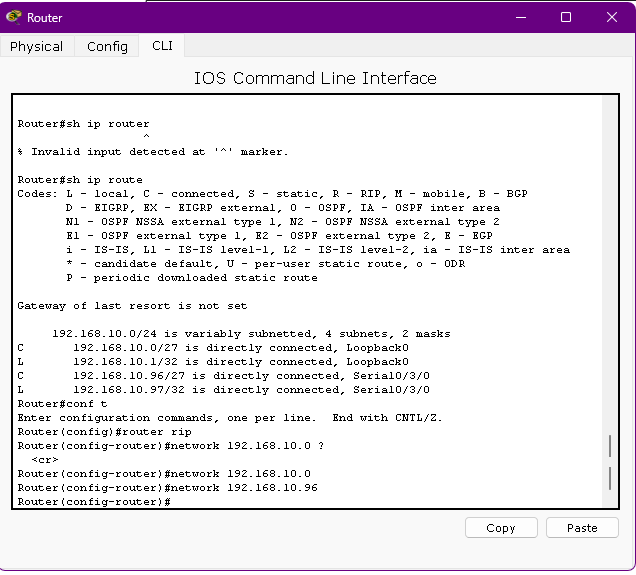 Router
Physical Config CLI
IOS Command Line Interface
Router#sh ip router
^
% Invalid input detected at '^' marker.
Router#sh ip route
Codes: L - local, C - connected, S - static, R - RIP, M - mobile, B - BGP
D - EIGRP, EX - EIGRP external, O - OSPF, IA - OSPF inter area
N1 - OSPF NSSA external type 1, N2 - OSPF NSSA external type 2
E1 - OSPF external type 1, E2 - OSPF external type 2, E - EGP
i - IS-IS, L1 - IS-IS level-1, L2 - IS-IS level-2, ia - IS-IS inter area
* - candidate default, U - per-user static route, o - ODR
P - periodic downloaded static route
Gateway of last resort is not set
192.168.10.0/24 is variably subnetted, 4 subnets, 2 masks
C 192.168.10.0/27 is directly connected, Loopback0
L 192.168.10.1/32 is directly connected, Loopback0
C 192.168.10.96/27 is directly connected, Serial0/3/0
L 192.168.10.97/32 is directly connected, Serial0/3/0
Router#conf t
Enter configuration commands, one per line. End with CNTL/Z.
Router(config)#router rip
Router(config-router)#network 192.168.10.0 ?
<cr>
Router(config-router)#network 192.168.10.0
Router(config-router)#network 192.168.10.96
Router(config-router)#
Copy Paste